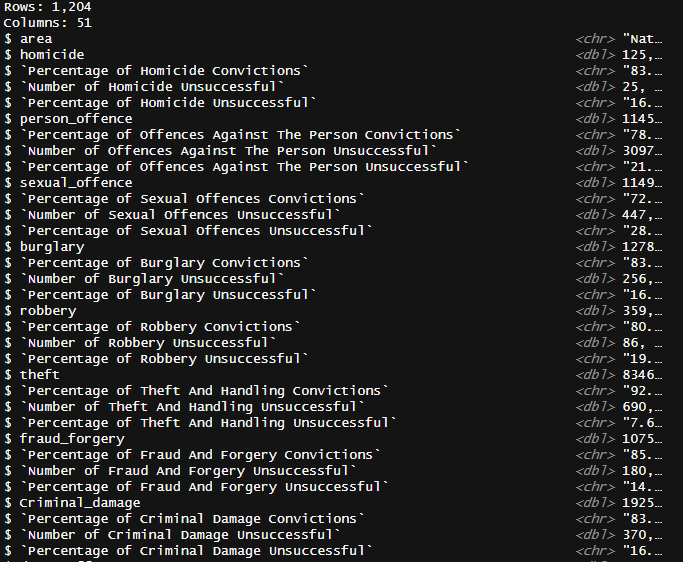 Rows: 1,204
Columns: 51
$ area <chr> "Nat…
$ homicide <dbl> 125,…
$ `Percentage of Homicide Convictions` <chr> "83.…
$ `Number of Homicide Unsuccessful` <dbl> 25, …
$ `Percentage of Homicide Unsuccessful` <chr> "16.…
$ person_offence <dbl> 1145…
$ `Percentage of Offences Against The Person Convictions` <chr> "78.…
$ `Number of Offences Against The Person Unsuccessful` <dbl> 3097…
$ `Percentage of Offences Against The Person Unsuccessful` <chr> "21.…
$ sexual_offence <dbl> 1149…
$ `Percentage of Sexual Offences Convictions` <chr> "72.…
$ `Number of Sexual Offences Unsuccessful` <dbl> 447,…
$ `Percentage of Sexual Offences Unsuccessful` <chr> "28.…
$ burglary <dbl> 1278…
$ `Percentage of Burglary Convictions` <chr> "83.…
$ `Number of Burglary Unsuccessful` <dbl> 256,…
$ `Percentage of Burglary Unsuccessful` <chr> "16.…
$ robbery <dbl> 359,…
$ `Percentage of Robbery Convictions` <chr> "80.…
$ `Number of Robbery Unsuccessful` <dbl> 86, …
$ `Percentage of Robbery Unsuccessful` <chr> "19.…
$ theft <dbl> 8346…
$ `Percentage of Theft And Handling Convictions` <chr> "92.…
$ `Number of Theft And Handling Unsuccessful` <dbl> 690,…
$ `Percentage of Theft And Handling Unsuccessful` <chr> "7.6…
$ fraud_forgery <dbl> 1075…
$ `Percentage of Fraud And Forgery Convictions` <chr> "85.…
$ `Number of Fraud And Forgery Unsuccessful` <dbl> 180,…
$ `Percentage of Fraud And Forgery Unsuccessful` <chr> "14.…
$ Criminal_damage <dbl> 1925…
$ `Percentage of Criminal Damage Convictions` <chr> "83.…
$ `Number of Criminal Damage Unsuccessful` <dbl> 370,…
$ `Percentage of Criminal Damage Unsuccessful` <chr> "16.…